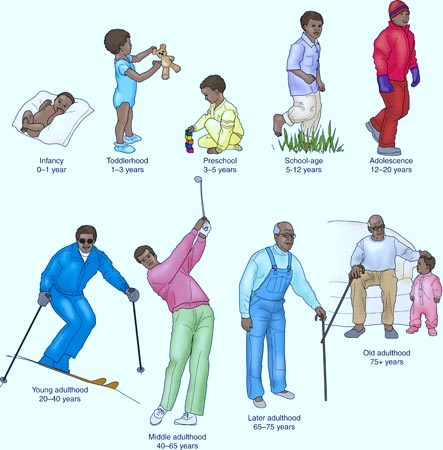 Infancy
0–1 year
Toddlerhood
1–3 years
Preschool
3–5 years
School-age
5-12 years
Adolescence
12–20 years
Young adulthood
20–40 years
Middle adulthood
40–65 years
Later adulthood
65–75 years
Old adulthood
75+ years